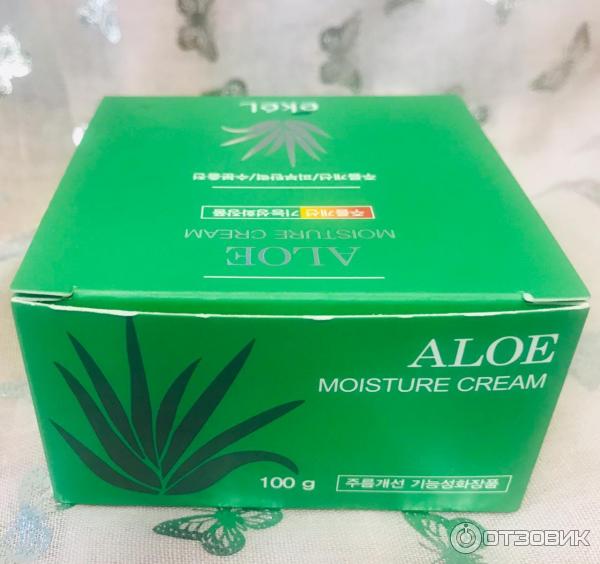 ekel
주름개선/피부탄력/수분충전
주름개선 기능성화장품
ALOE
MOISTURE CREAM
ALOE
MOISTURE CREAM
100 g
주름개선 기능성화장품
ОТЗОВИК